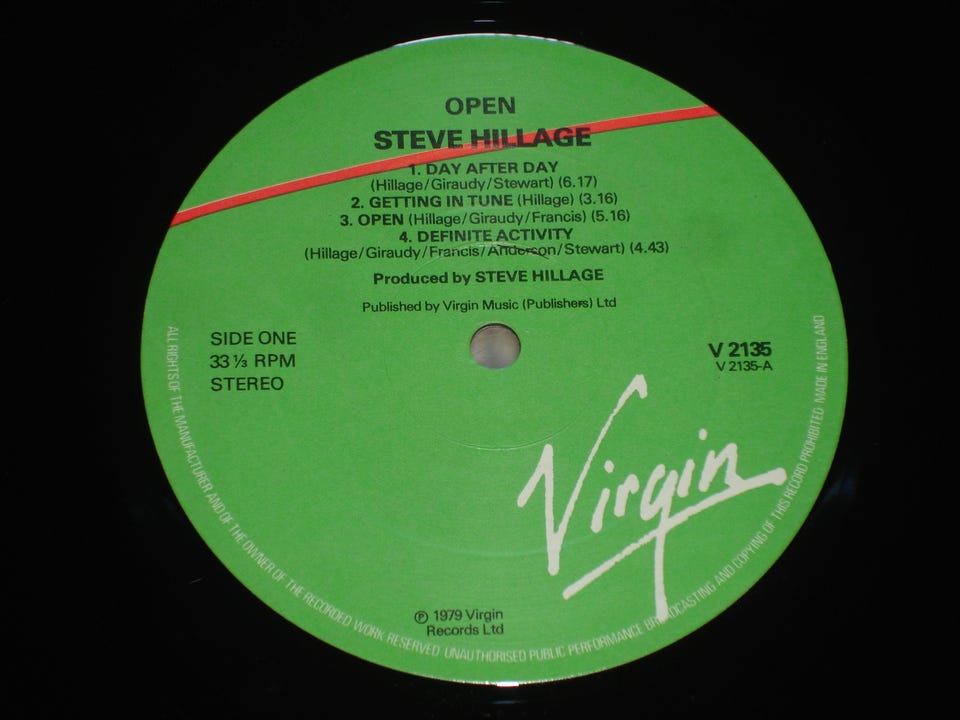 OPEN
STEVE HILLAGE
1. DAY AFTER DAY
(Hillage/Giraudy/Stewart) (6.17)
2. GETTING IN TUNE (Hillage) (3.16)
3. OPEN (Hillage/Giraudy/Francis) (5.16)
4. DEFINITE ACTIVITY
(Hillage/Giraudy/Francis/Anderson/Stewart) (4.43)
Produced by STEVE HILLAGE
Published by Virgin Music (Publishers) Ltd
SIDE ONE
33 ⅓ RPM
STEREO
V 2135
V 2135-A
Virgin
℗ 1979 Virgin
Records Ltd
ALL RIGHTS OF THE MANUFACTURER AND OF THE OWNER OF THE RECORDED WORK RESERVED UNAUTHORISED PUBLIC PERFORMANCE BROADCASTING AND COPYING OF THIS RECORD PROHIBITED MADE IN ENGLAND